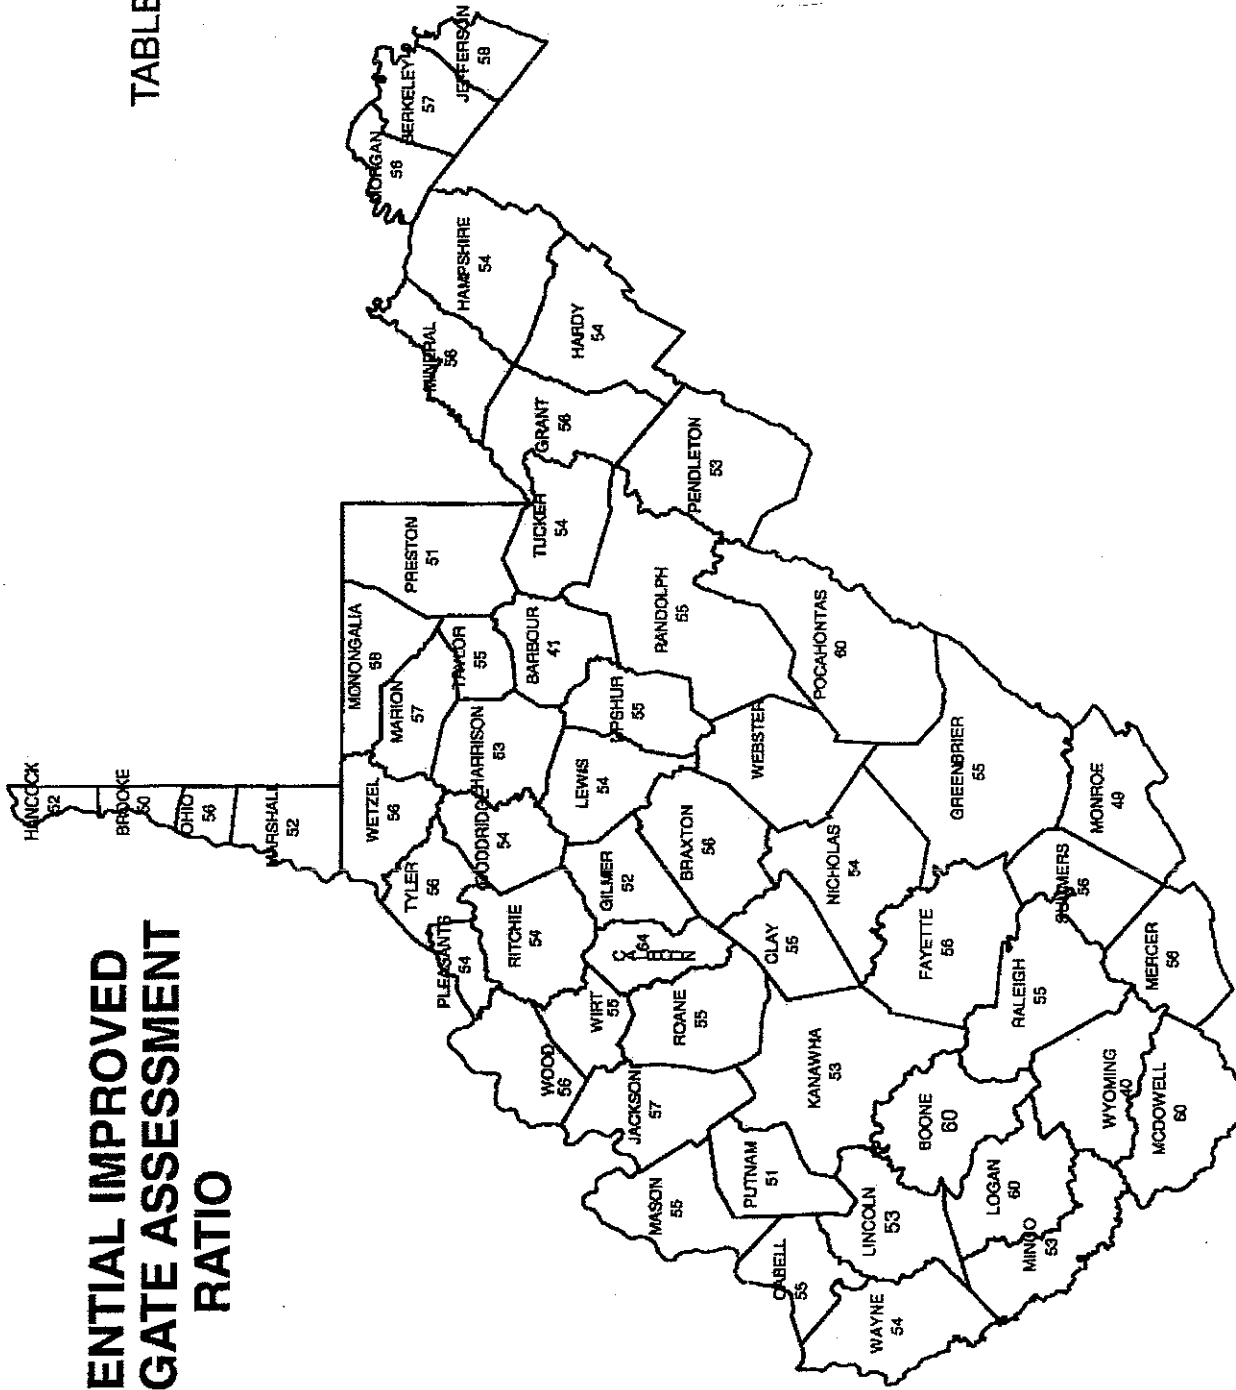 ENTIAL IMPROVED
GATE ASSESSMENT
RATIO
TABLE
HANCOCK
52
BROOKE
50
OHIO
56
MARSHALL
52
WETZEL
56
MONONGALIA
58
MARION
57
PRESTON
51
TAYLOR
55
TYLER
56
PLEASANTS
54
DODDRIDGE
54
HARRISON
53
BARBOUR
41
TUCKER
54
GRANT
56
MINERAL
56
HAMPSHIRE
54
HARDY
54
MORGAN
56
BERKELEY
57
JEFFERSON
58
PENDLETON
53
RANDOLPH
55
UPSHUR
55
LEWIS
54
GILMER
52
RITCHIE
54
WOOD
56
WIRT
55
CALHOUN
64
ROANE
55
JACKSON
57
MASON
55
PUTNAM
51
KANAWHA
53
CLAY
55
BRAXTON
56
WEBSTER
POCAHONTAS
60
NICHOLAS
54
GREENBRIER
55
FAYETTE
56
MONROE
49
SUMMERS
56
RALEIGH
55
MERCER
56
WYOMING
40
MCDOWELL
60
BOONE
60
LOGAN
60
MINGO
53
LINCOLN
53
CABELL
55
WAYNE
54